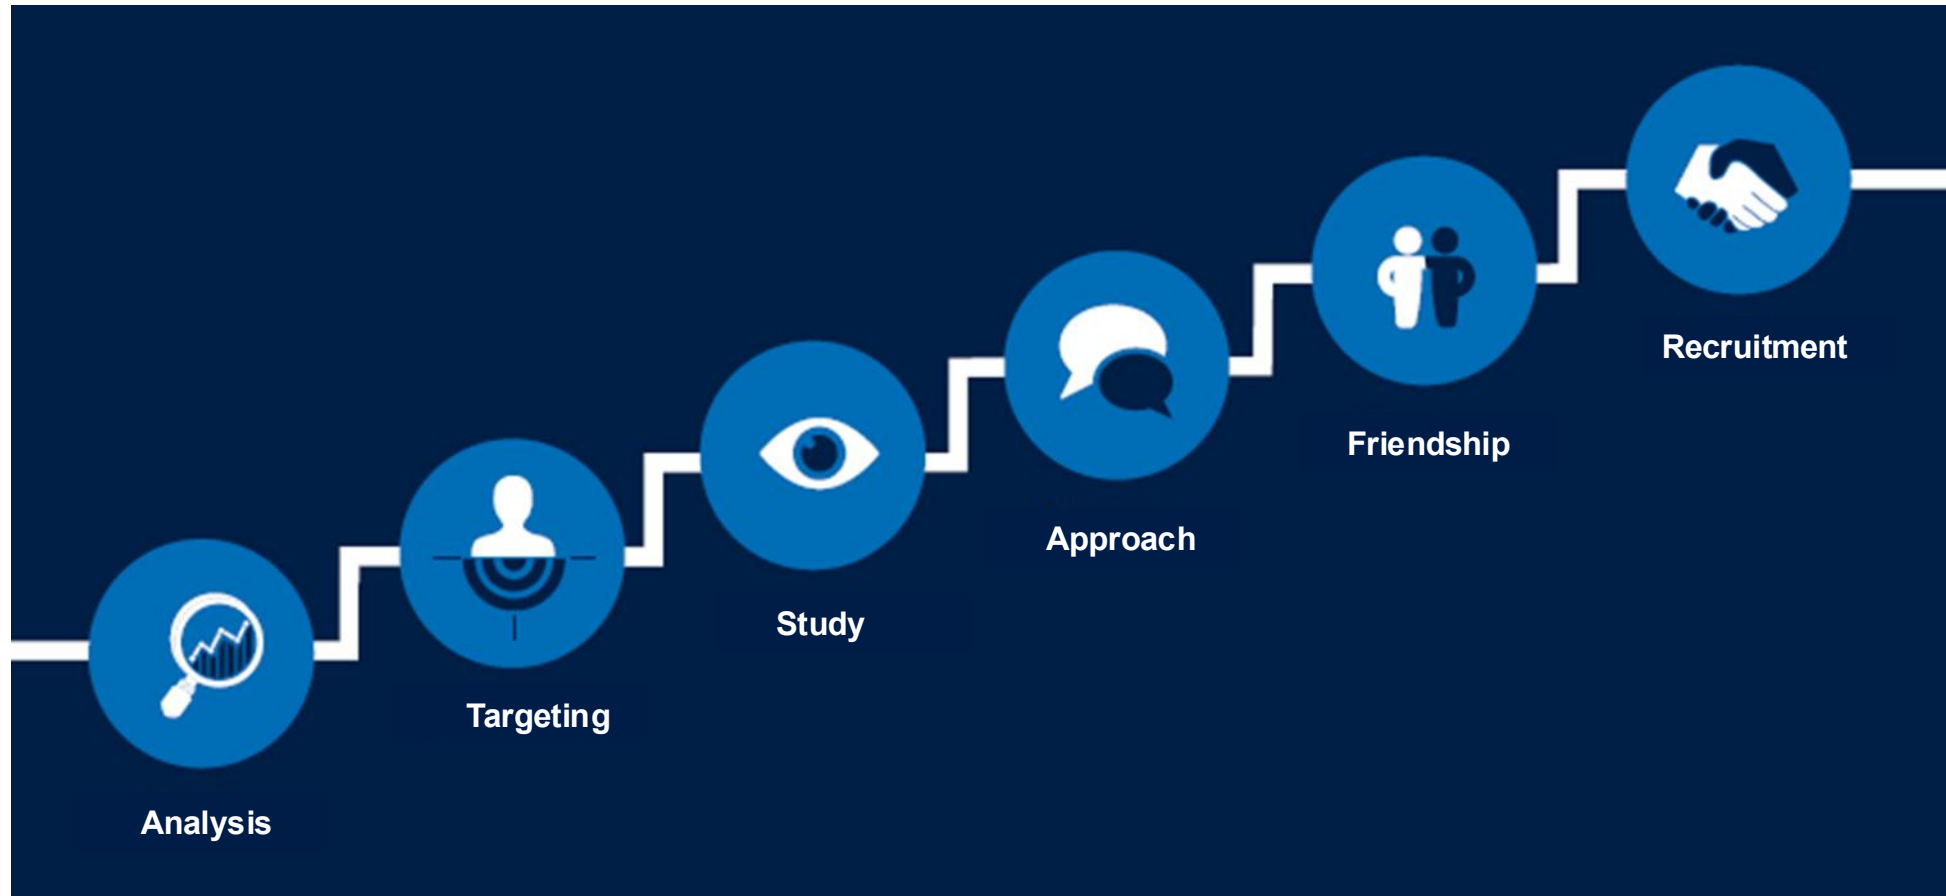 Analysis
Targeting
Study
Approach
Friendship
Recruitment